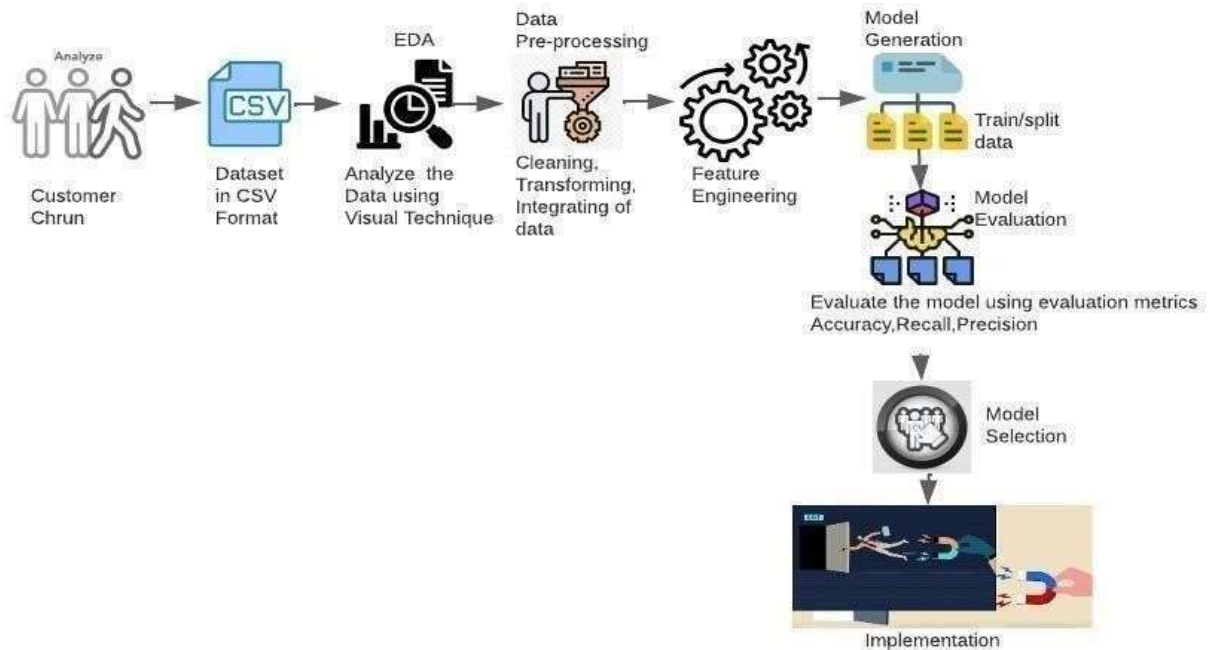 Analyze
Customer
Chrun
CSV
Dataset
in CSV
Format
EDA
Analyze the
Data using
Visual Technique
Data
Pre-processing
Cleaning,
Transforming,
Integrating of
data
Feature
Engineering
Model
Generation
Train/split
data
Model
Evaluation
Evaluate the model using evaluation metrics
Accuracy,Recall,Precision
Model
Selection
EXIT
Implementation